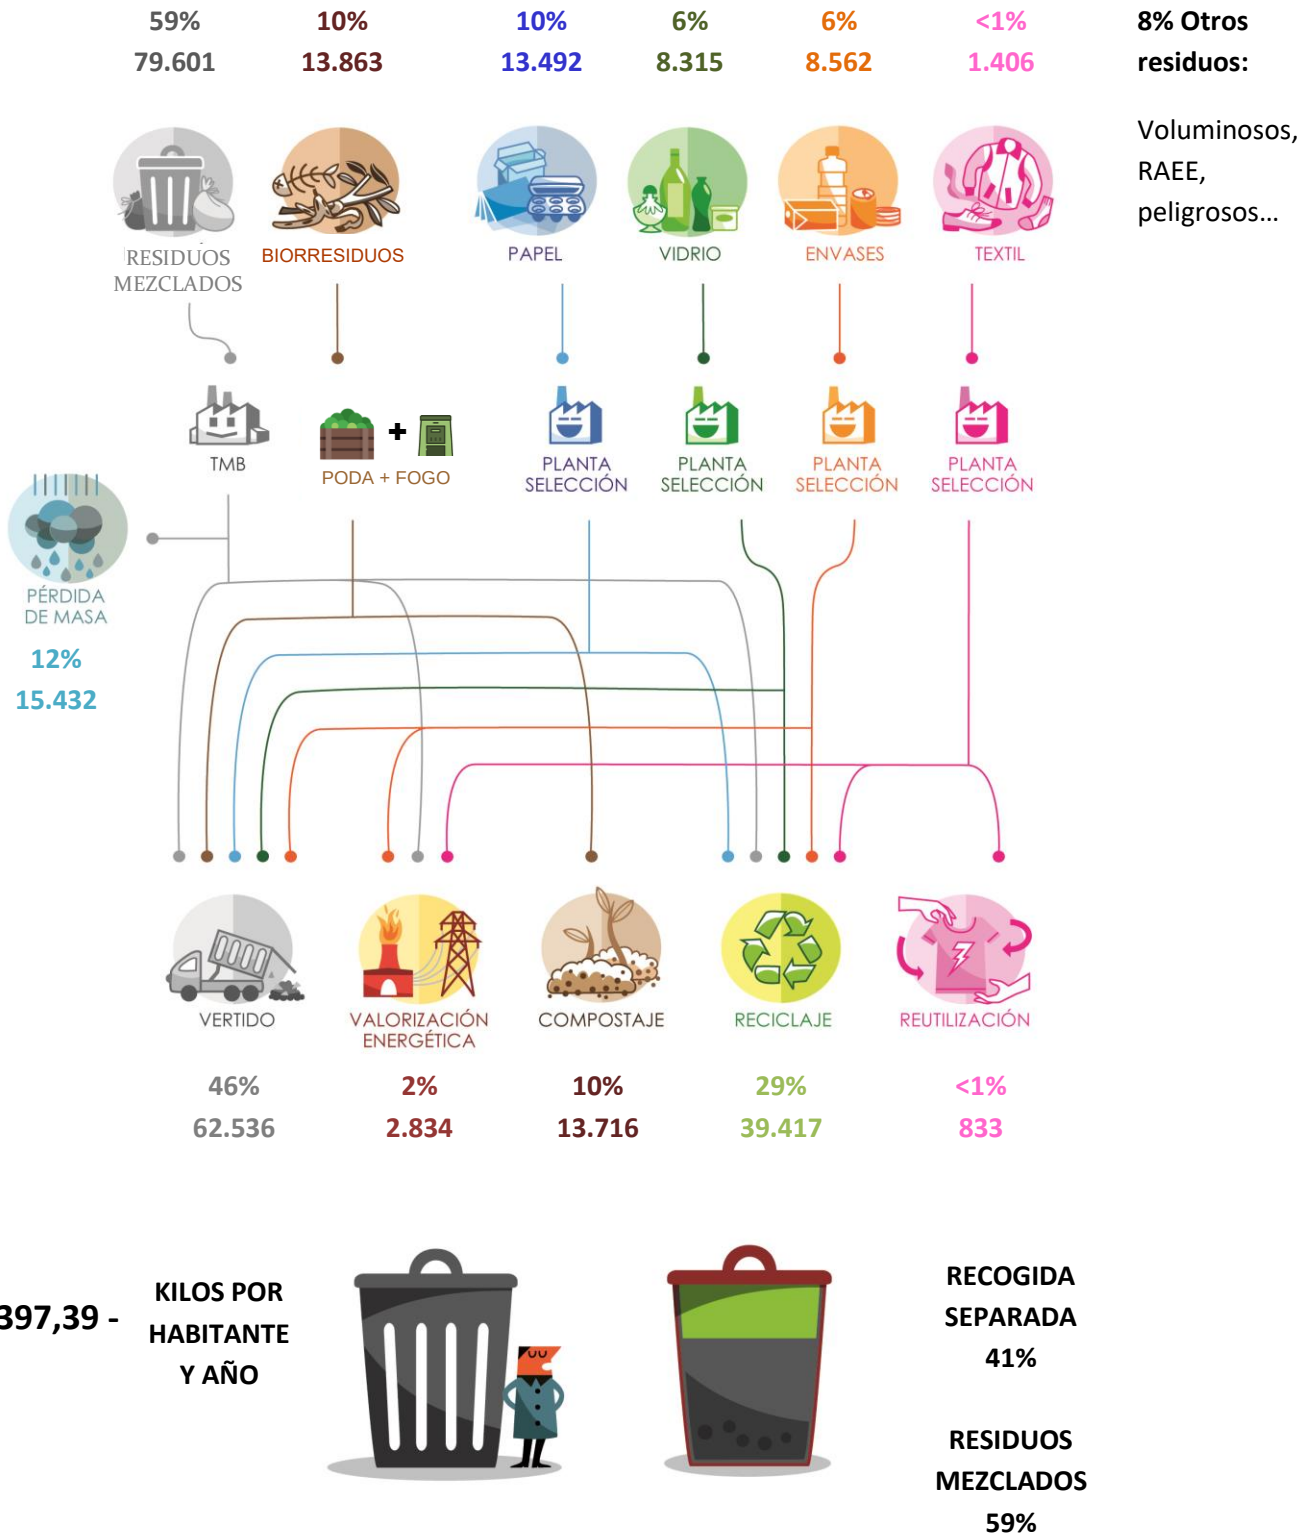 59%
79.601
10%
13.863
10%
13.492
6%
8.315
6%
8.562
<1%
1.406
8% Otros
residuos:
Voluminosos,
RAEE,
peligrosos...
RESIDUOS
MEZCLADOS
BIORRESIDUOS
PAPEL
VIDRIO
ENVASES
TEXTIL
TMB
+
PODA + FOGO
PLANTA
SELECCIÓN
PLANTA
SELECCIÓN
PLANTA
SELECCIÓN
PLANTA
SELECCIÓN
PÉRDIDA
DE MASA
12%
15.432
VERTIDO
VALORIZACIÓN
ENERGÉTICA
COMPOSTAJE
RECICLAJE
REUTILIZACIÓN
46%
62.536
2%
2.834
10%
13.716
29%
39.417
<1%
833
397,39 -
KILOS POR
HABITANTE
Y AÑO
RECOGIDA
SEPARADA
41%
RESIDUOS
MEZCLADOS
59%